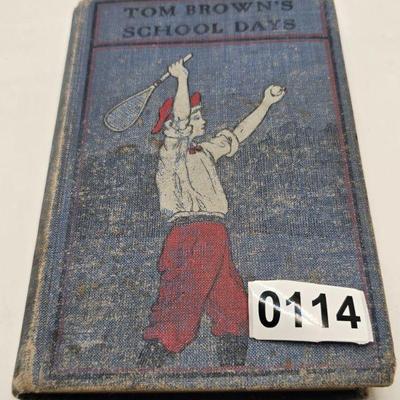 TOM BROWN'S
SCHOOL DAYS
0114